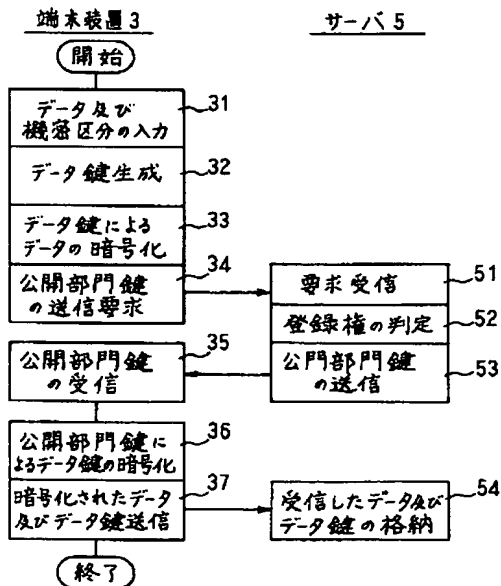 端末装置3
サーバ5
開始
データ及び
機密区分の入力
31
データ鍵生成
32
データ鍵による
データの暗号化
33
公開部門鍵
の送信要求
34
要求受信
51
登録権の判定
52
公門部門鍵
の送信
53
公開部門鍵
の受信
35
公開部門鍵に
よるデータ鍵の暗号化
36
暗号化されたデータ
及びデータ鍵送信
37
受信したデータ及び
データ鍵の格納
54
終了